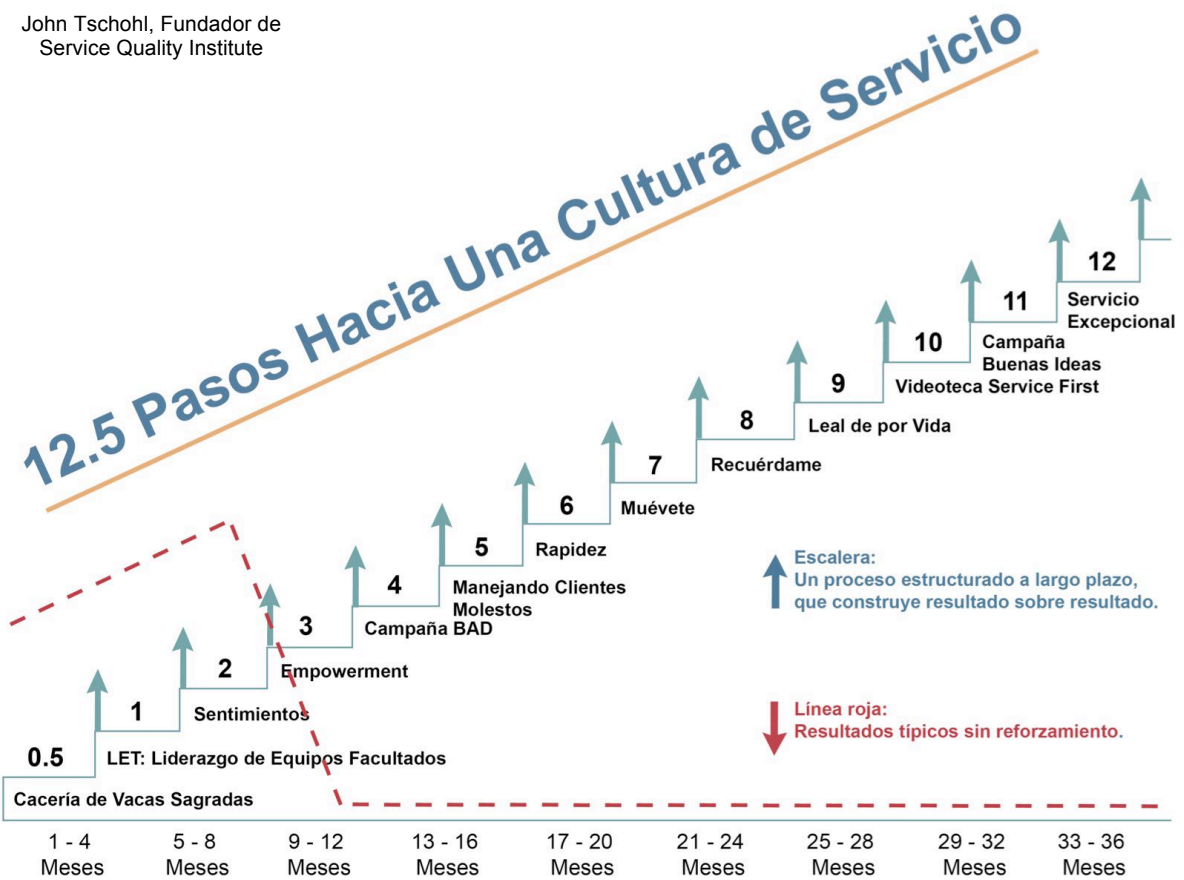 John Tschohl, Fundador de
Service Quality Institute
12.5 Pasos Hacia Una Cultura de Servicio
12
Servicio
Excepcional
11
Campaña
Buenas Ideas
10
Videoteca Service First
9
Leal de por Vida
8
Recuérdame
7
Muévete
6
Rapidez
5
Manejando Clientes
Molestos
4
Campaña BAD
3
Empowerment
2
Sentimientos
1
LET: Liderazgo de Equipos Facultados
0.5
Cacería de Vacas Sagradas
Escalera:
Un proceso estructurado a largo plazo,
que construye resultado sobre resultado.
Línea roja:
Resultados típicos sin reforzamiento.
1 - 4
Meses
5 - 8
Meses
9 - 12
Meses
13 - 16
Meses
17 - 20
Meses
21 - 24
Meses
25 - 28
Meses
29 - 32
Meses
33 - 36
Meses